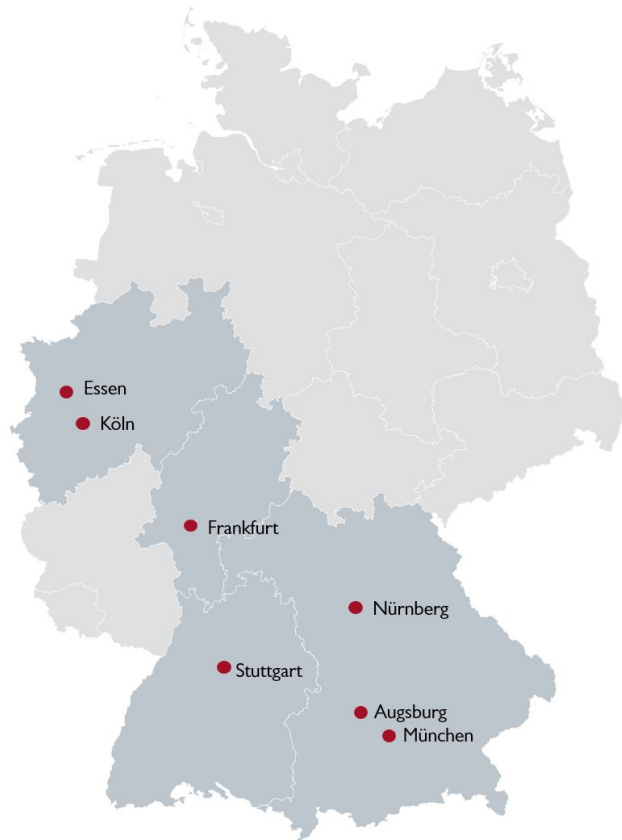 Essen
Köln
Frankfurt
Nürnberg
Stuttgart
Augsburg
München